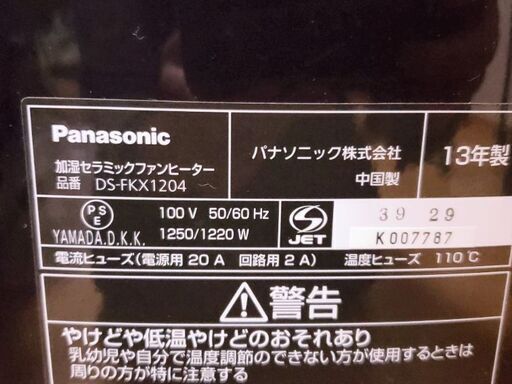 Panasonic
加湿セラミックファンヒーター
品番 DS-FKX1204
パナソニック株式会社
中国製
13年製
PS
E
YAMADA.D.K.K.
100 V 50/60 Hz
1250/1220 W
JET
39 29
K007787
電流ヒューズ(電源用 20 A 回路用 2 A) 温度ヒューズ 110℃
警告
やけどや低温やけどのおそれあり
乳幼児や自分で温度調節のできない方が使用するときは
周りの方が特に注意する